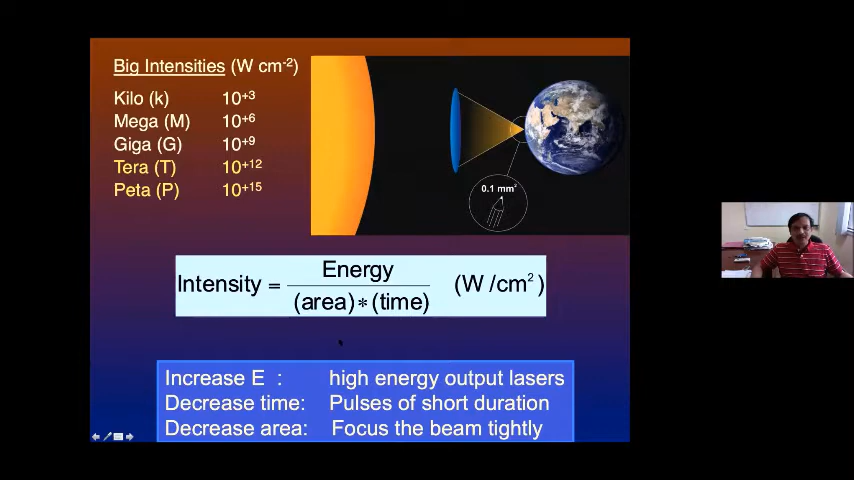 Big Intensities (W cm-2)
Kilo (k) 10+3
Mega (M) 10+6
Giga (G) 10+9
Tera (T) 10+12
Peta (P) 10+15
0.1 mm2
Intensity = Energy / (area)*(time) (W /cm2)
Increase E : high energy output lasers
Decrease time: Pulses of short duration
Decrease area: Focus the beam tightly